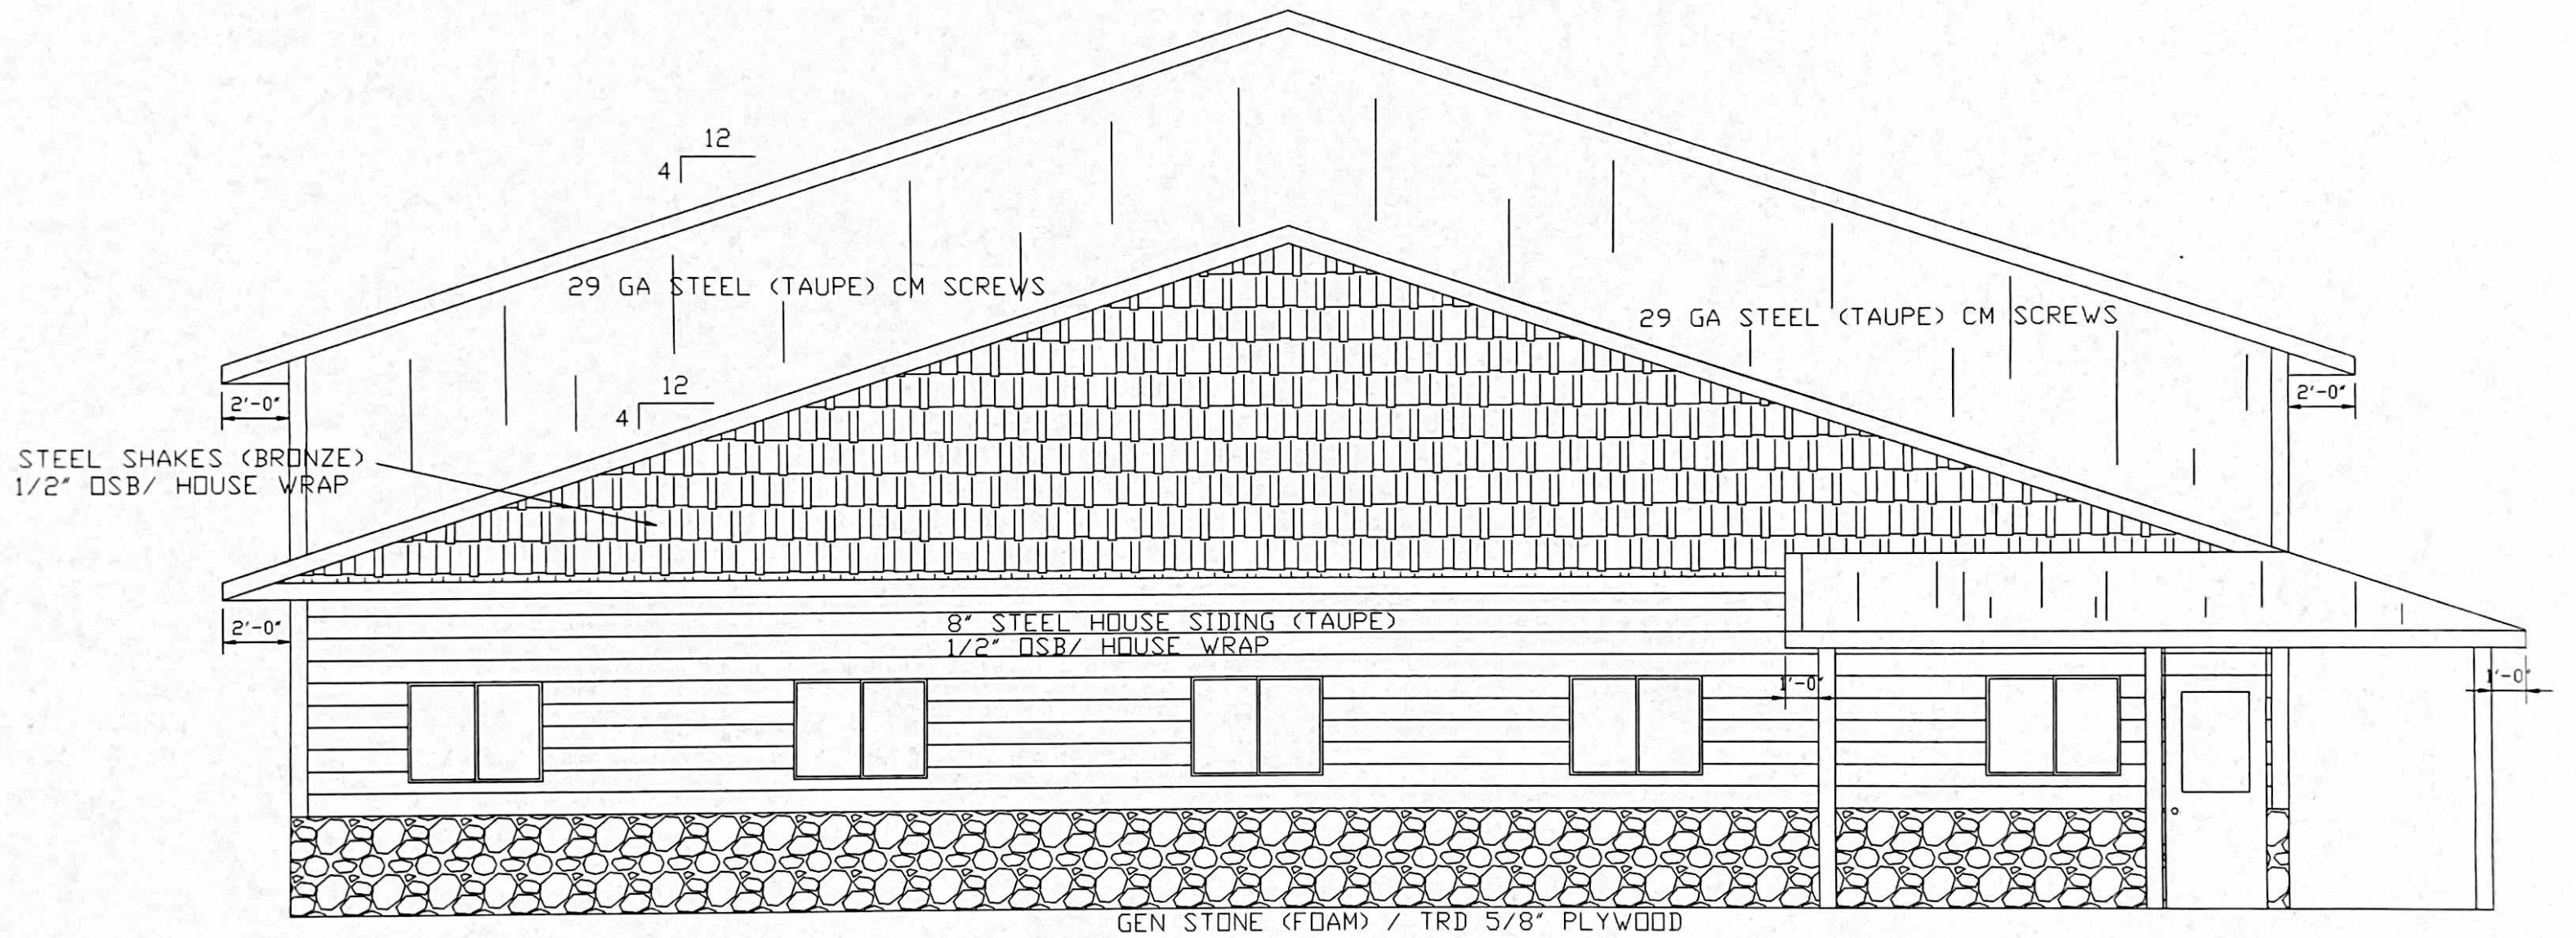 12
4
29 GA STEEL (TAUPE) CM SCREWS
29 GA STEEL (TAUPE) CM SCREWS
2'-0"
2'-0"
12
4
STEEL SHAKES (BRONZE)
1/2" OSB/ HOUSE WRAP
2'-0"
8" STEEL HOUSE SIDING (TAUPE)
1/2" OSB/ HOUSE WRAP
1'-0"
1'-0"
GEN STONE (FOAM) / TRD 5/8" PLYWOOD